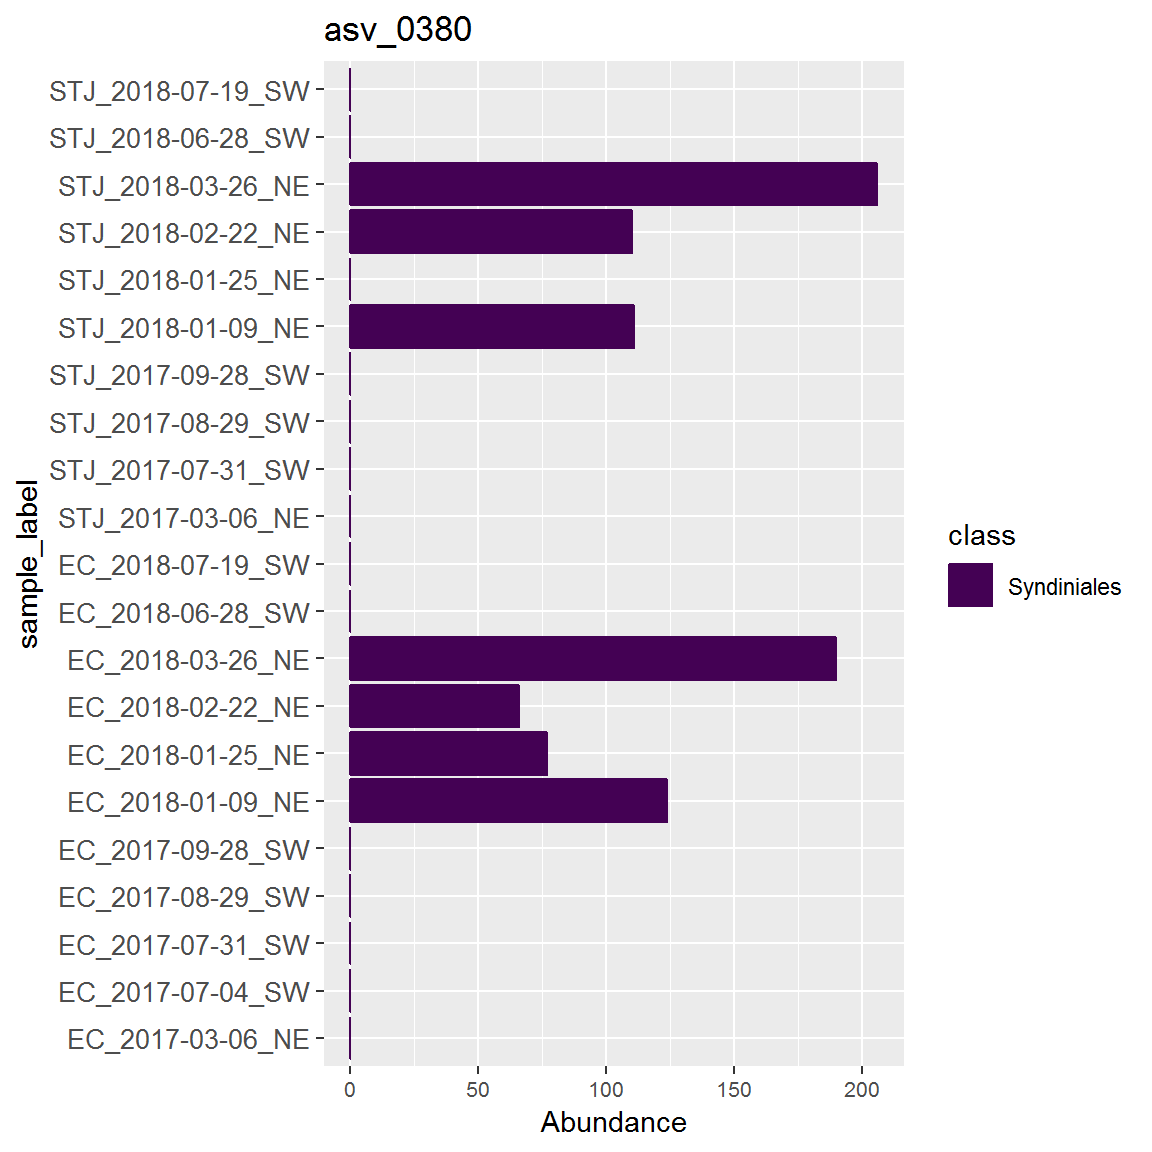 asv_0380
STJ_2018-07-19_SW
STJ_2018-06-28_SW
STJ_2018-03-26_NE
STJ_2018-02-22_NE
STJ_2018-01-25_NE
STJ_2018-01-09_NE
STJ_2017-09-28_SW
STJ_2017-08-29_SW
STJ_2017-07-31_SW
STJ_2017-03-06_NE
EC_2018-07-19_SW
EC_2018-06-28_SW
EC_2018-03-26_NE
EC_2018-02-22_NE
EC_2018-01-25_NE
EC_2018-01-09_NE
EC_2017-09-28_SW
EC_2017-08-29_SW
EC_2017-07-31_SW
EC_2017-07-04_SW
EC_2017-03-06_NE
sample_label
0 50 100 150 200
Abundance
class
Syndiniales